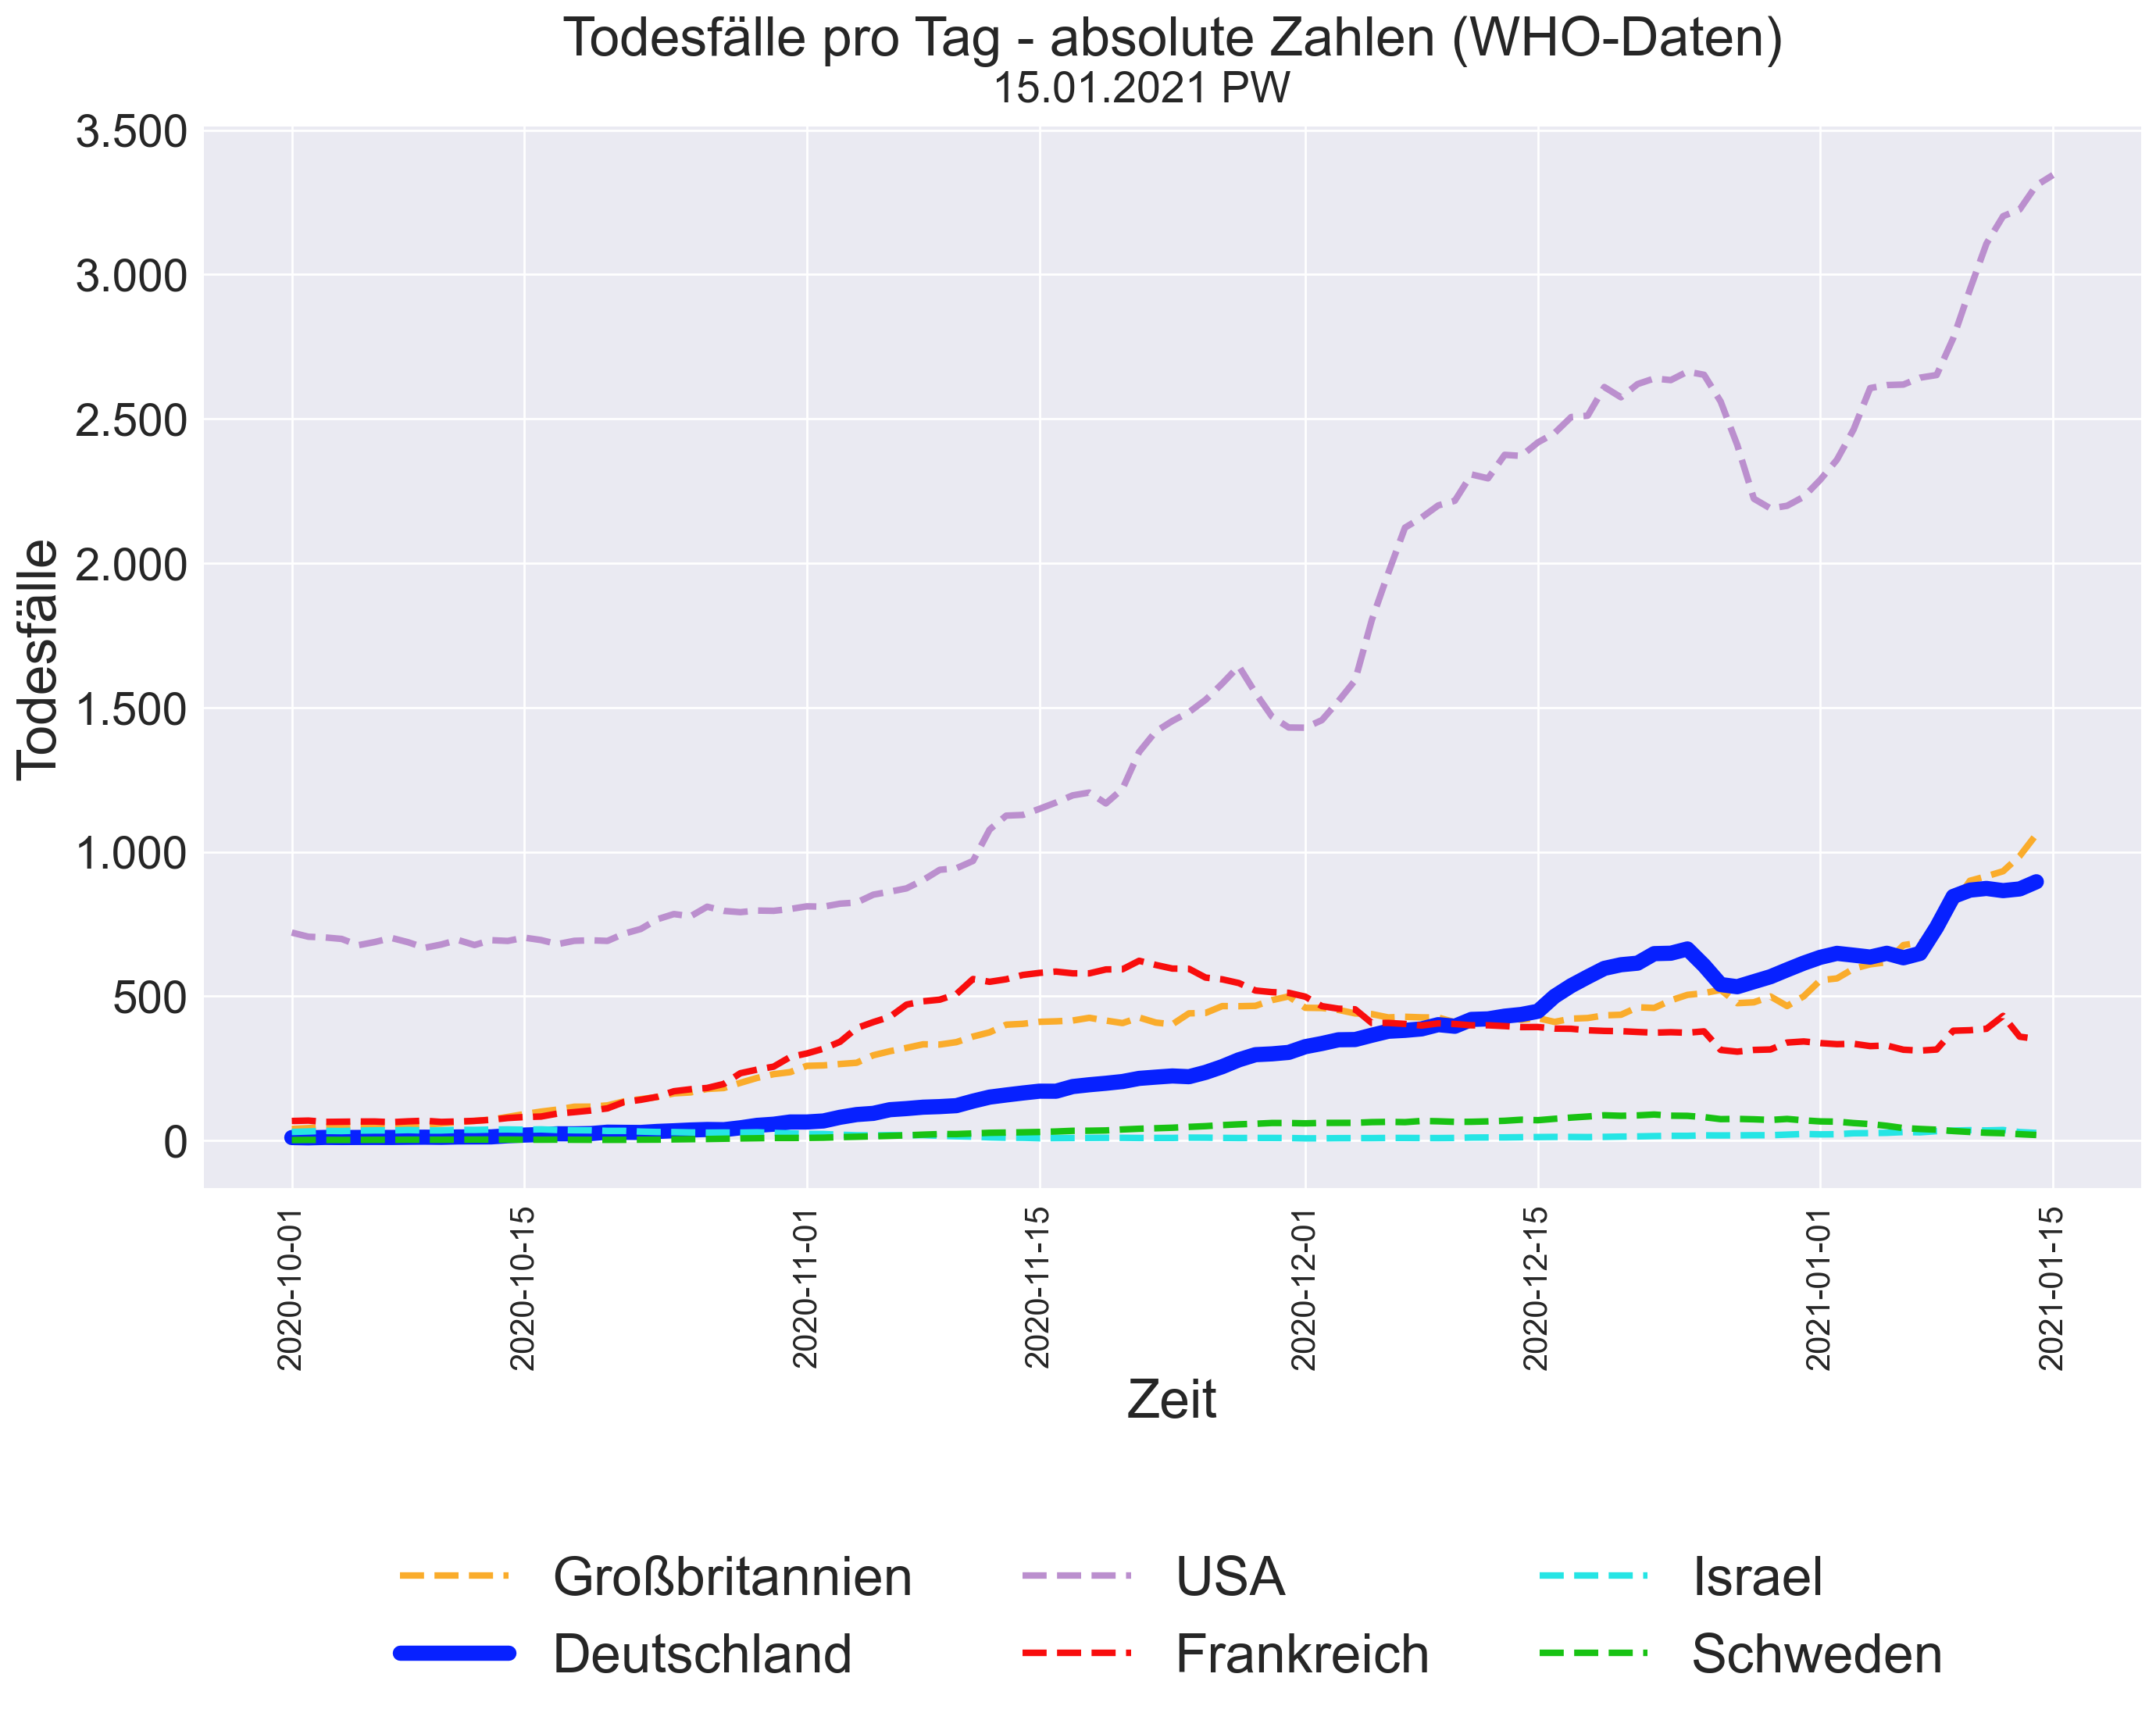 Todesfälle pro Tag - absolute Zahlen (WHO-Daten)
15.01.2021 PW
3.500
3.000
2.500
2.000
1.500
1.000
500
0
Todesfälle
2020-10-01
2020-10-15
2020-11-01
2020-11-15
2020-12-01
2020-12-15
2021-01-01
2021-01-15
Zeit
Großbritannien
USA
Israel
Deutschland
Frankreich
Schweden